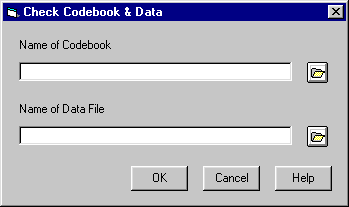 Check Codebook & Data
Name of Codebook
Name of Data File
OK Cancel Help